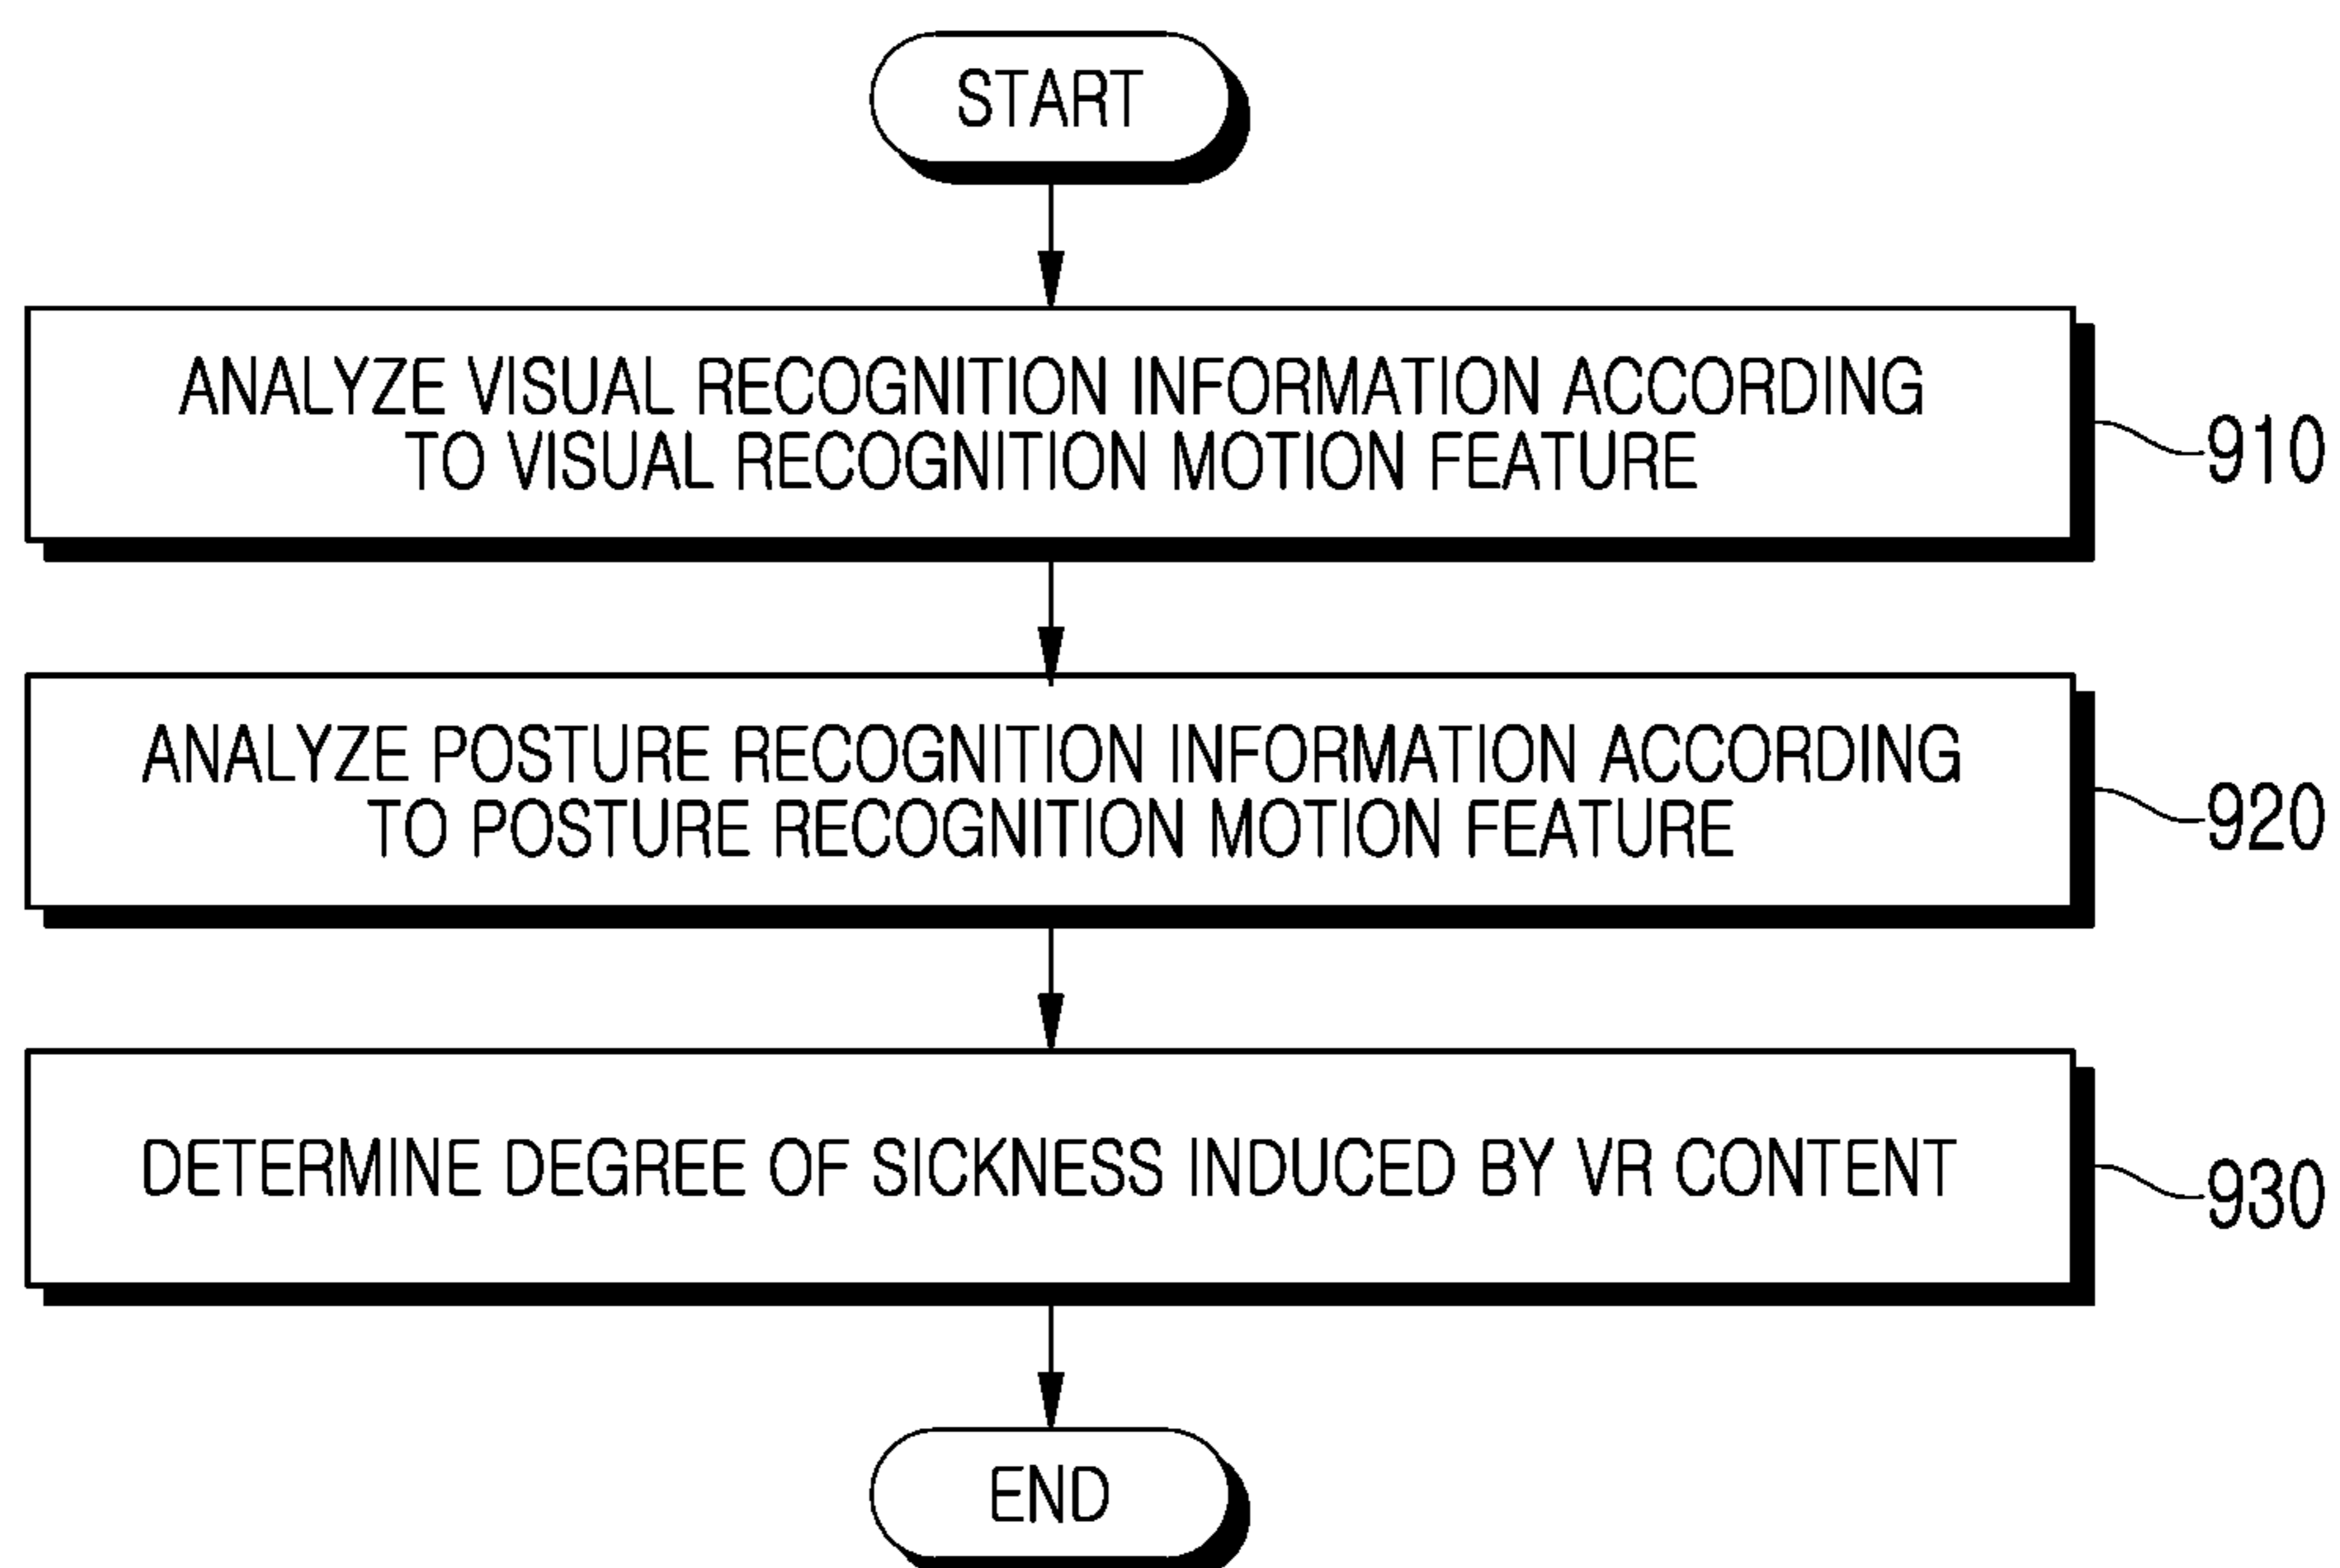 START
ANALYZE VISUAL RECOGNITION INFORMATION ACCORDING
TO VISUAL RECOGNITION MOTION FEATURE
910
ANALYZE POSTURE RECOGNITION INFORMATION ACCORDING
TO POSTURE RECOGNITION MOTION FEATURE
920
DETERMINE DEGREE OF SICKNESS INDUCED BY VR CONTENT
930
END